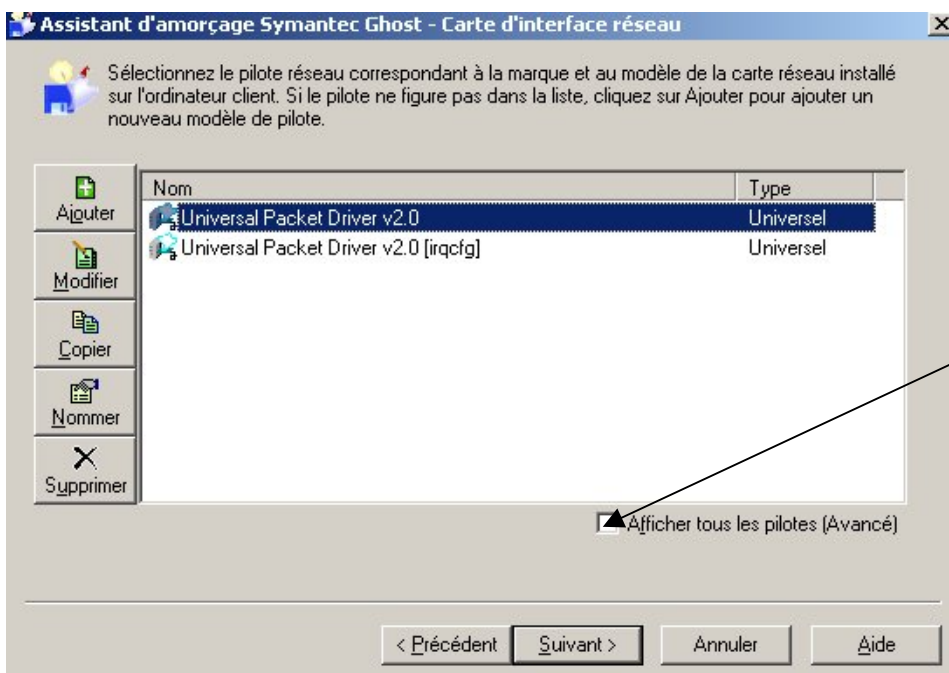 Assistant d'amorçage Symantec Ghost - Carte d'interface réseau
Sélectionnez le pilote réseau correspondant à la marque et au modèle de la carte réseau installé
sur l'ordinateur client. Si le pilote ne figure pas dans la liste, cliquez sur Ajouter pour ajouter un
nouveau modèle de pilote.
Ajouter
Modifier
Copier
Nommer
Supprimer
Nom Type
Universal Packet Driver v2.0 Universel
Universal Packet Driver v2.0 [irqcfg] Universel
Afficher tous les pilotes (Avancé)
< Précédent Suivant > Annuler Aide